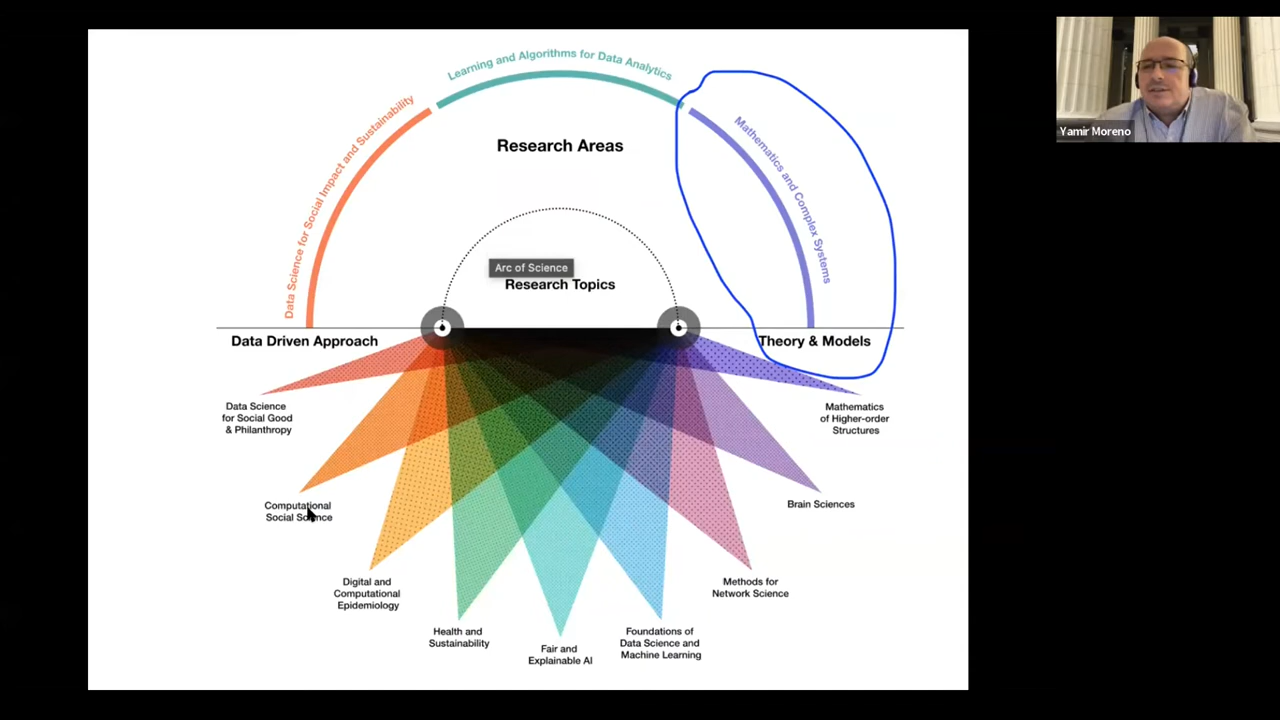 Learning and Algorithms for Data Analytics
Data Science for Social Impact and Sustainability
Mathematics and Complex Systems
Research Areas
Arc of Science
Research Topics
Data Driven Approach
Theory & Models
Data Science
for Social Good
& Philanthropy
Mathematics
of Higher-order
Structures
Computational
Social Science
Brain Sciences
Digital and
Computational
Epidemiology
Methods for
Network Science
Health and
Sustainability
Fair and
Explainable AI
Foundations of
Data Science and
Machine Learning
Yamir Moreno